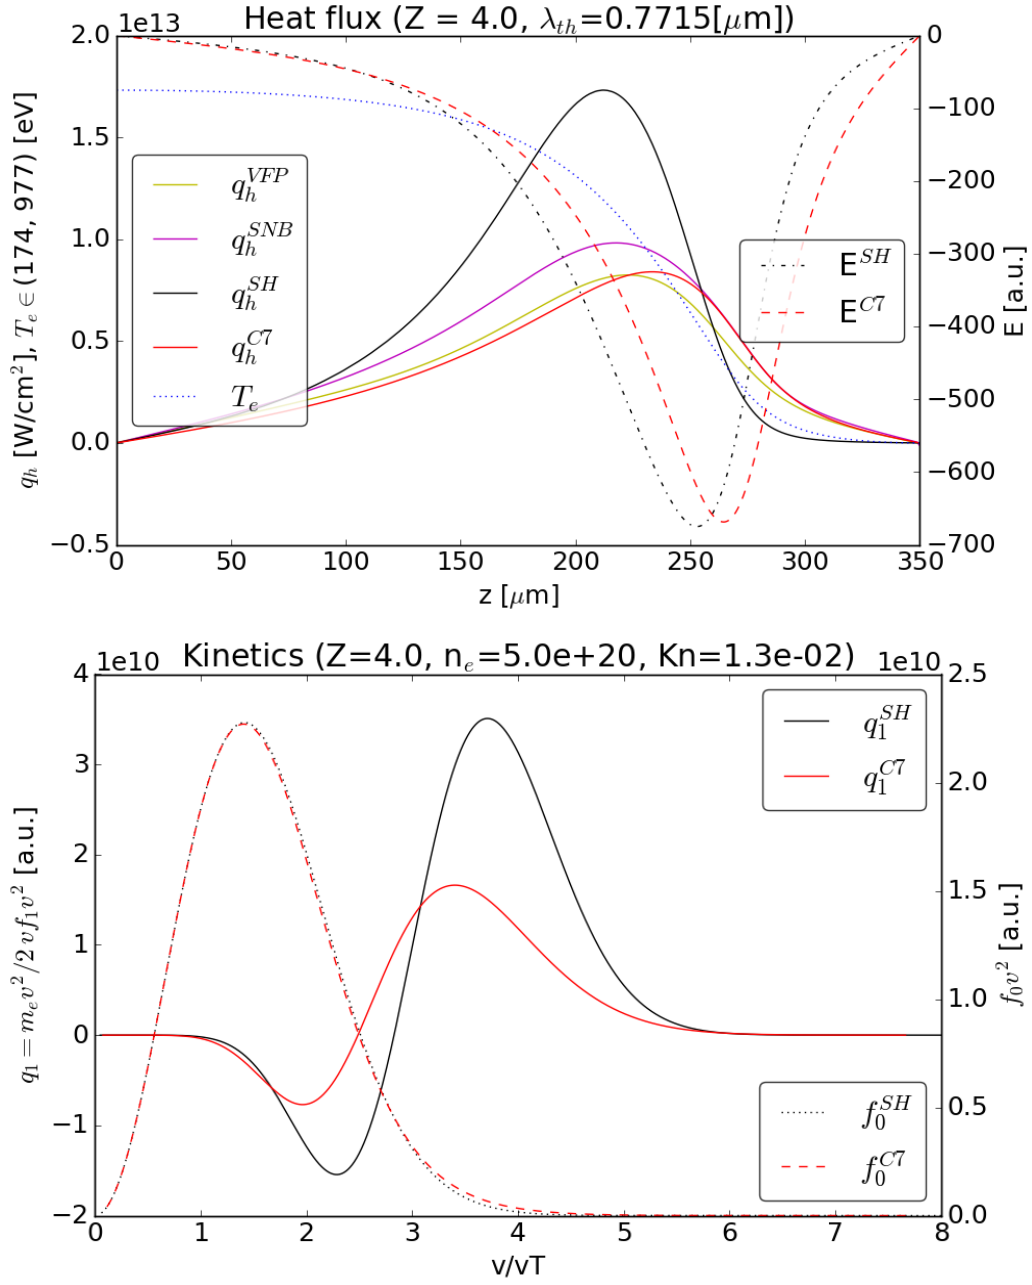 Heat flux (Z = 4.0, λ_th=0.7715[μm])
1e13
2.0
1.5
1.0
0.5
0.0
−0.5
q_h [W/cm²], T_e ∈ (174, 977) [eV]
q_h^VFP
q_h^SNB
q_h^SH
q_h^C7
T_e
E^SH
E^C7
0
−100
−200
−300
−400
−500
−600
−700
E [a.u.]
0 50 100 150 200 250 300 350
z [μm]
Kinetics (Z=4.0, n_e=5.0e+20, Kn=1.3e-02)
1e10
1e10
4
3
2
1
0
−1
−2
q_1 = m_e v²/2 v f_1 v² [a.u.]
q_1^SH
q_1^C7
f_0^SH
f_0^C7
2.5
2.0
1.5
1.0
0.5
0.0
f_0 v² [a.u.]
0 1 2 3 4 5 6 7 8
v/vT